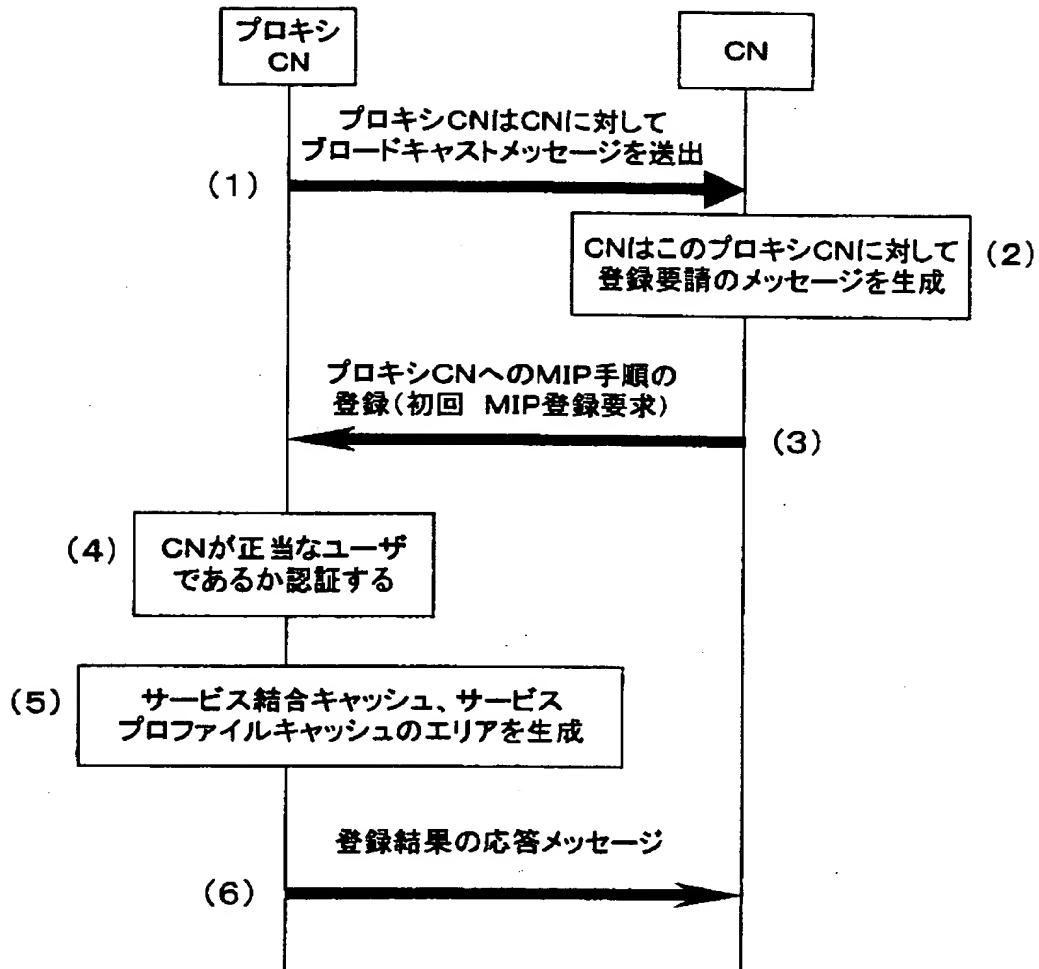 プロキシ
CN
CN
プロキシCNはCNに対して
ブロードキャストメッセージを送出
(1)
CNはこのプロキシCNに対して
登録要請のメッセージを生成
(2)
プロキシCNへのMIP手順の
登録(初回 MIP登録要求)
(3)
(4)
CNが正当なユーザ
であるか認証する
(5)
サービス結合キャッシュ、サービス
プロファイルキャッシュのエリアを生成
登録結果の応答メッセージ
(6)